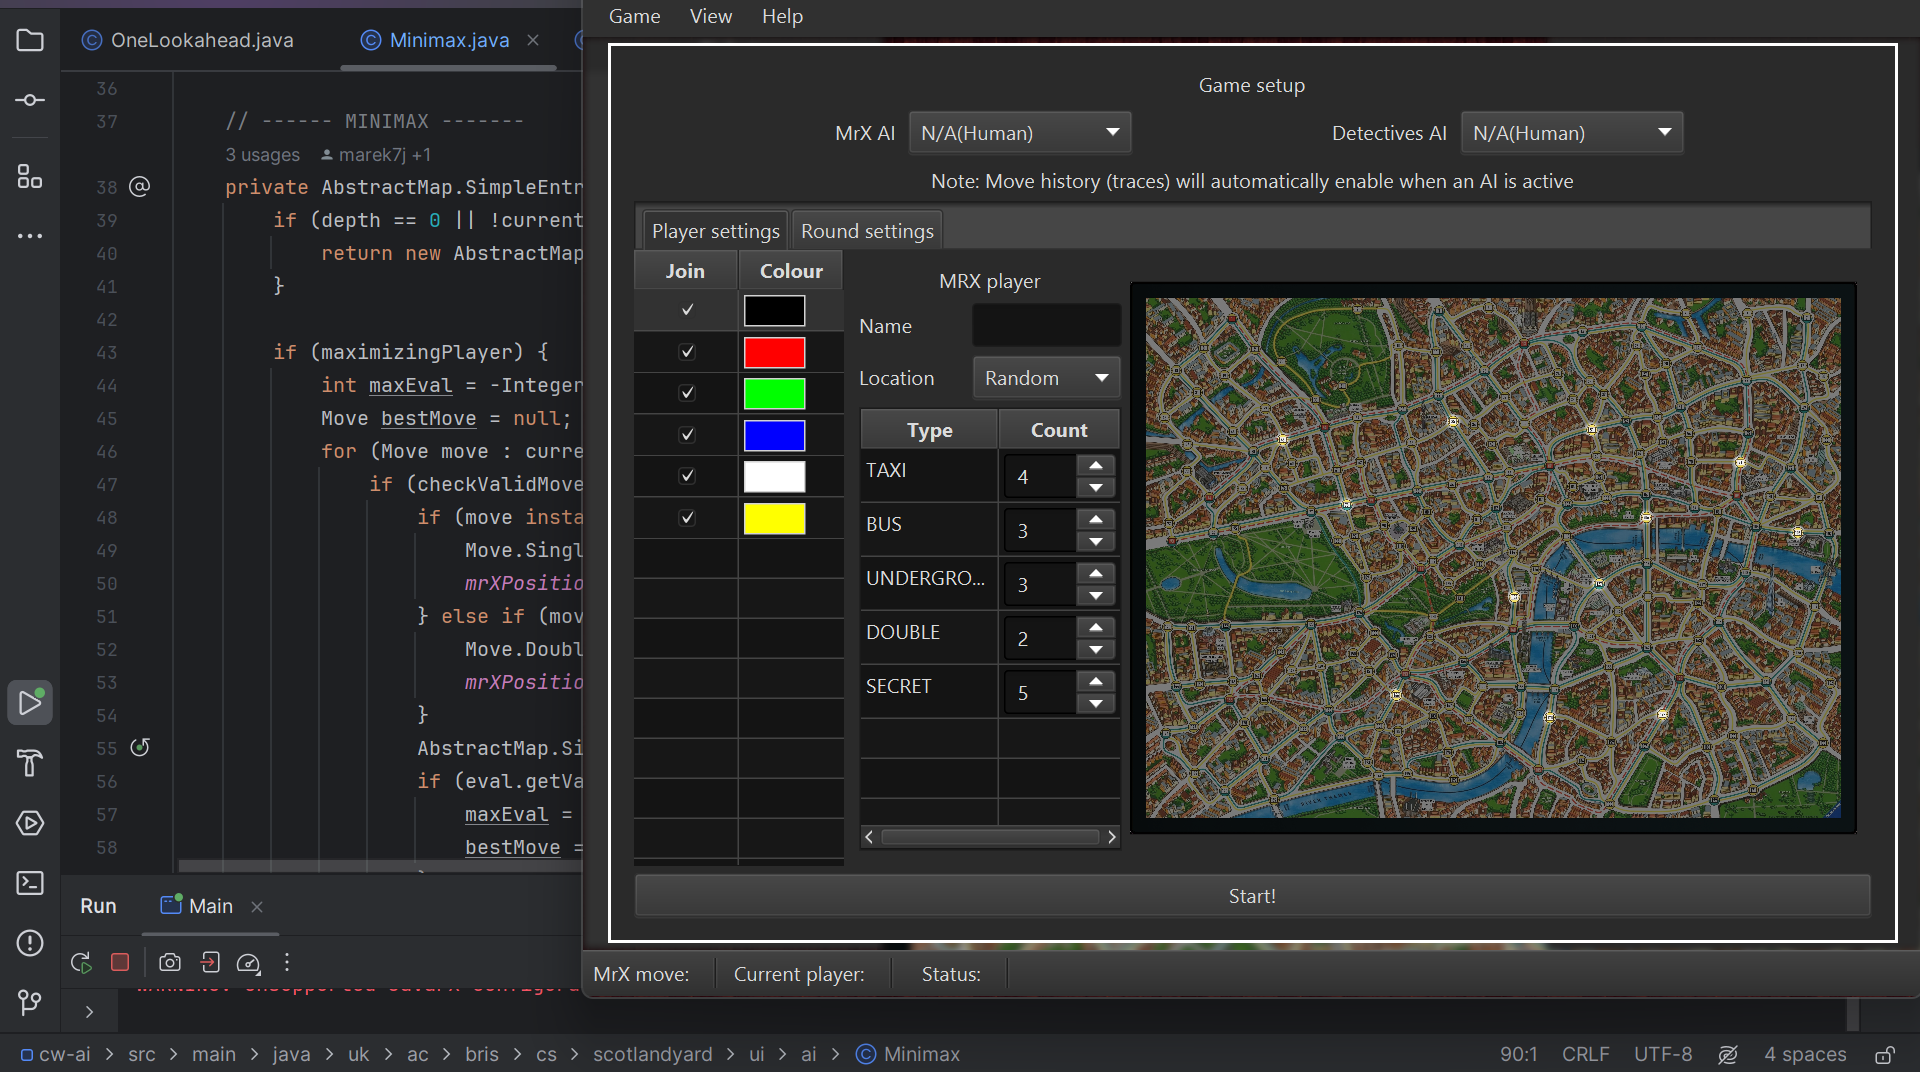 OneLookahead.java
Minimax.java
36
37 // ------ MINIMAX -------
3 usages marek7j +1
38 private AbstractMap.SimpleEntr
39 if (depth == 0 || !current
40 return new AbstractMap
41 }
42
43 if (maximizingPlayer) {
44 int maxEval = -Integer
45 Move bestMove = null;
46 for (Move move : curre
47 if (checkValidMove
48 if (move insta
49 Move.Singl
50 mrXPositio
51 } else if (mov
52 Move.Doubl
53 mrXPositio
54 }
55 AbstractMap.Si
56 if (eval.getVa
57 maxEval =
58 bestMove =
Run Main
Game View Help
Game setup
MrX AI N/A(Human) Detectives AI N/A(Human)
Note: Move history (traces) will automatically enable when an AI is active
Player settings Round settings
Join Colour
MRX player
Name
Location Random
Type Count
TAXI 4
BUS 3
UNDERGRO... 3
DOUBLE 2
SECRET 5
Start!
MrX move: Current player: Status:
cw-ai > src > main > java > uk > ac > bris > cs > scotlandyard > ui > ai > Minimax
90:1 CRLF UTF-8 4 spaces